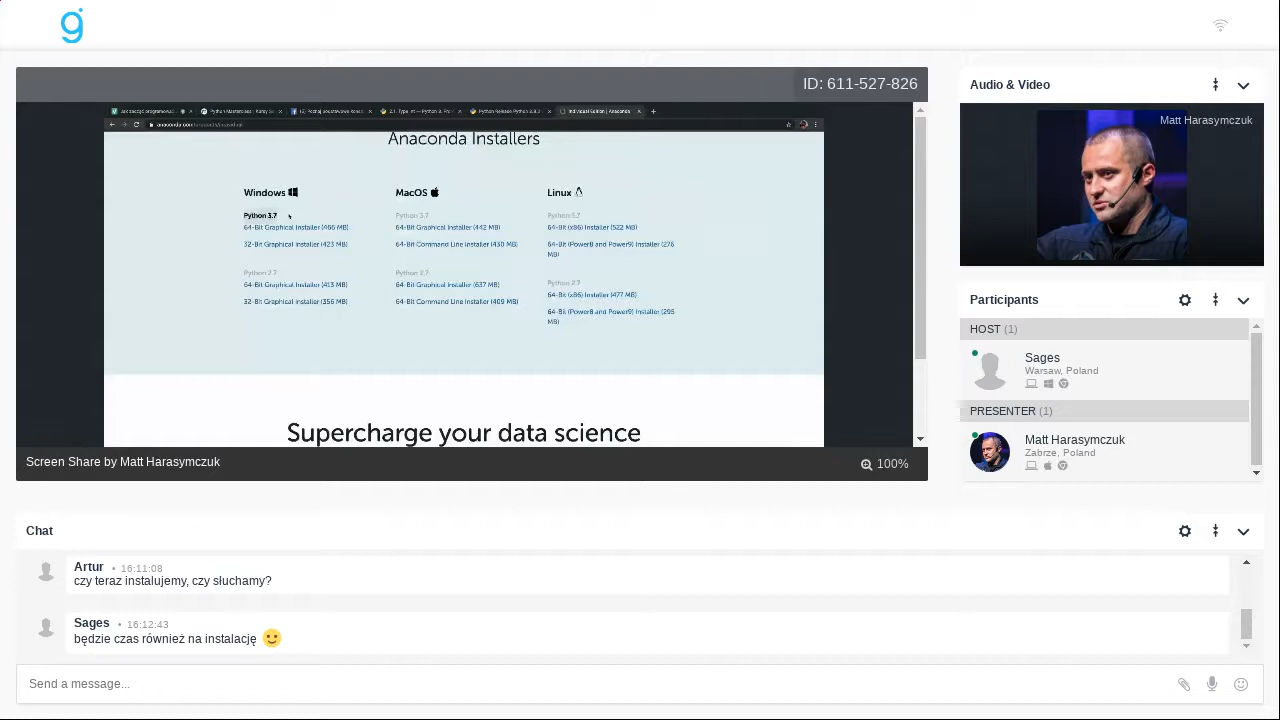 g
ID: 611-527-826
Audio & Video
Matt Harasymczuk
Anaconda Installers
Windows
MacOS
Linux
Python 3.7
Python 3.7
Python 3.7
64-Bit Graphical Installer (466 MB)
64-Bit Graphical Installer (442 MB)
64-Bit (x86) Installer (522 MB)
32-Bit Graphical Installer (423 MB)
64-Bit Command Line Installer (430 MB)
64-Bit (Power8 and Power9) Installer (276
MB)
Python 2.7
Python 2.7
Python 2.7
64-Bit Graphical Installer (413 MB)
64-Bit Graphical Installer (637 MB)
64-Bit (x86) Installer (477 MB)
32-Bit Graphical Installer (356 MB)
64-Bit Command Line Installer (409 MB)
64-Bit (Power8 and Power9) Installer (295
MB)
Supercharge your data science
Screen Share by Matt Harasymczuk
100%
Participants
HOST (1)
Sages
Warsaw, Poland
PRESENTER (1)
Matt Harasymczuk
Zabrze, Poland
Chat
Artur • 16:11:08
czy teraz instalujemy, czy słuchamy?
Sages • 16:12:43
będzie czas również na instalację 🙂
Send a message...